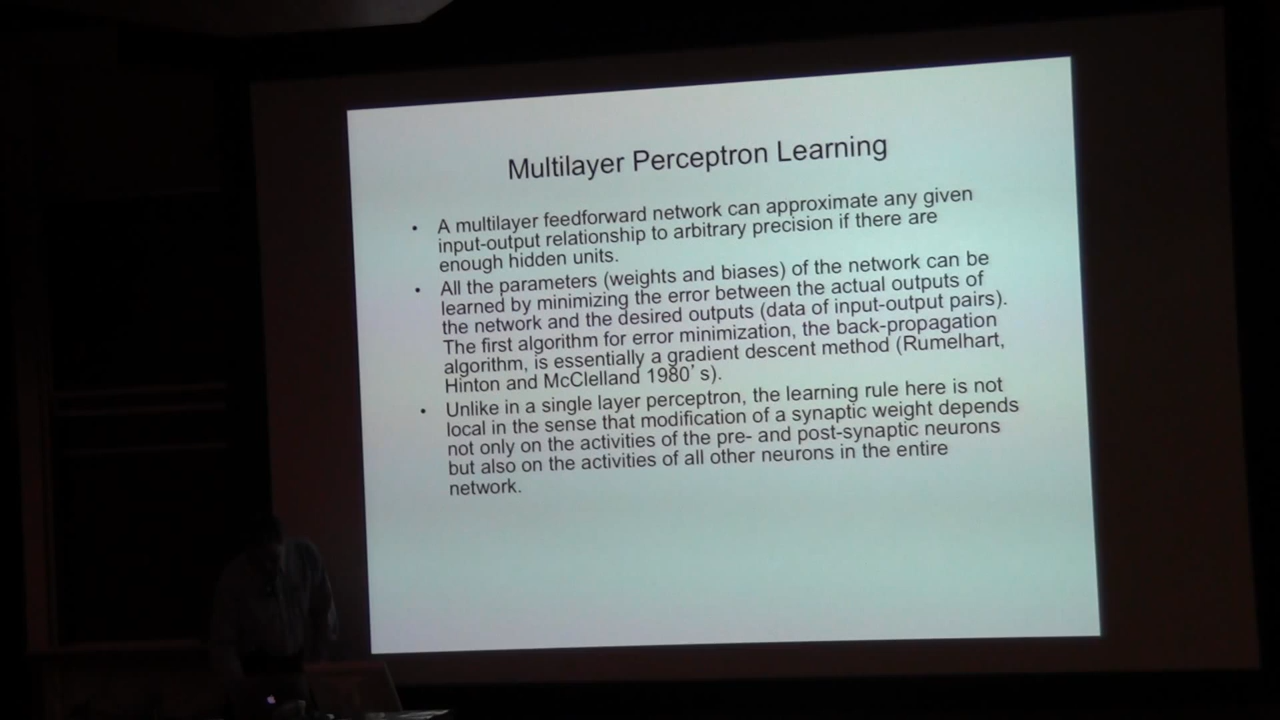 Multilayer Perceptron Learning
• A multilayer feedforward network can approximate any given
input-output relationship to arbitrary precision if there are
enough hidden units.
• All the parameters (weights and biases) of the network can be
learned by minimizing the error between the actual outputs of
the network and the desired outputs (data of input-output pairs).
The first algorithm for error minimization, the back-propagation
algorithm, is essentially a gradient descent method (Rumelhart,
Hinton and McClelland 1980's).
• Unlike in a single layer perceptron, the learning rule here is not
local in the sense that modification of a synaptic weight depends
not only on the activities of the pre- and post-synaptic neurons
but also on the activities of all other neurons in the entire
network.